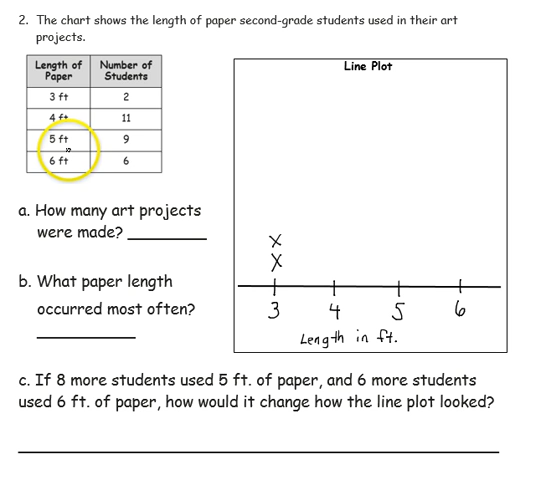 2. The chart shows the length of paper second-grade students used in their art
projects.
Length of Paper Number of Students
3 ft 2
4 ft 11
5 ft 9
6 ft 6
Line Plot
X
X
3 4 5 6
Length in ft.
a. How many art projects
were made? __________
b. What paper length
occurred most often?
__________
c. If 8 more students used 5 ft. of paper, and 6 more students
used 6 ft. of paper, how would it change how the line plot looked?